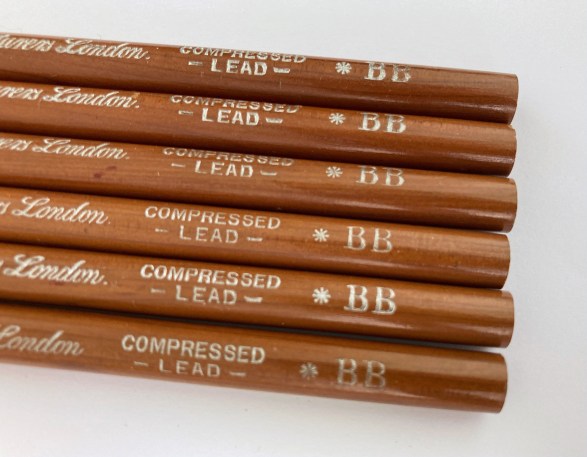 London.
COMPRESSED
- LEAD -
* BB
London.
COMPRESSED
- LEAD -
* BB
London.
COMPRESSED
- LEAD -
* BB
London.
COMPRESSED
- LEAD -
* BB
London.
COMPRESSED
- LEAD -
* BB
London
COMPRESSED
- LEAD -
* BB